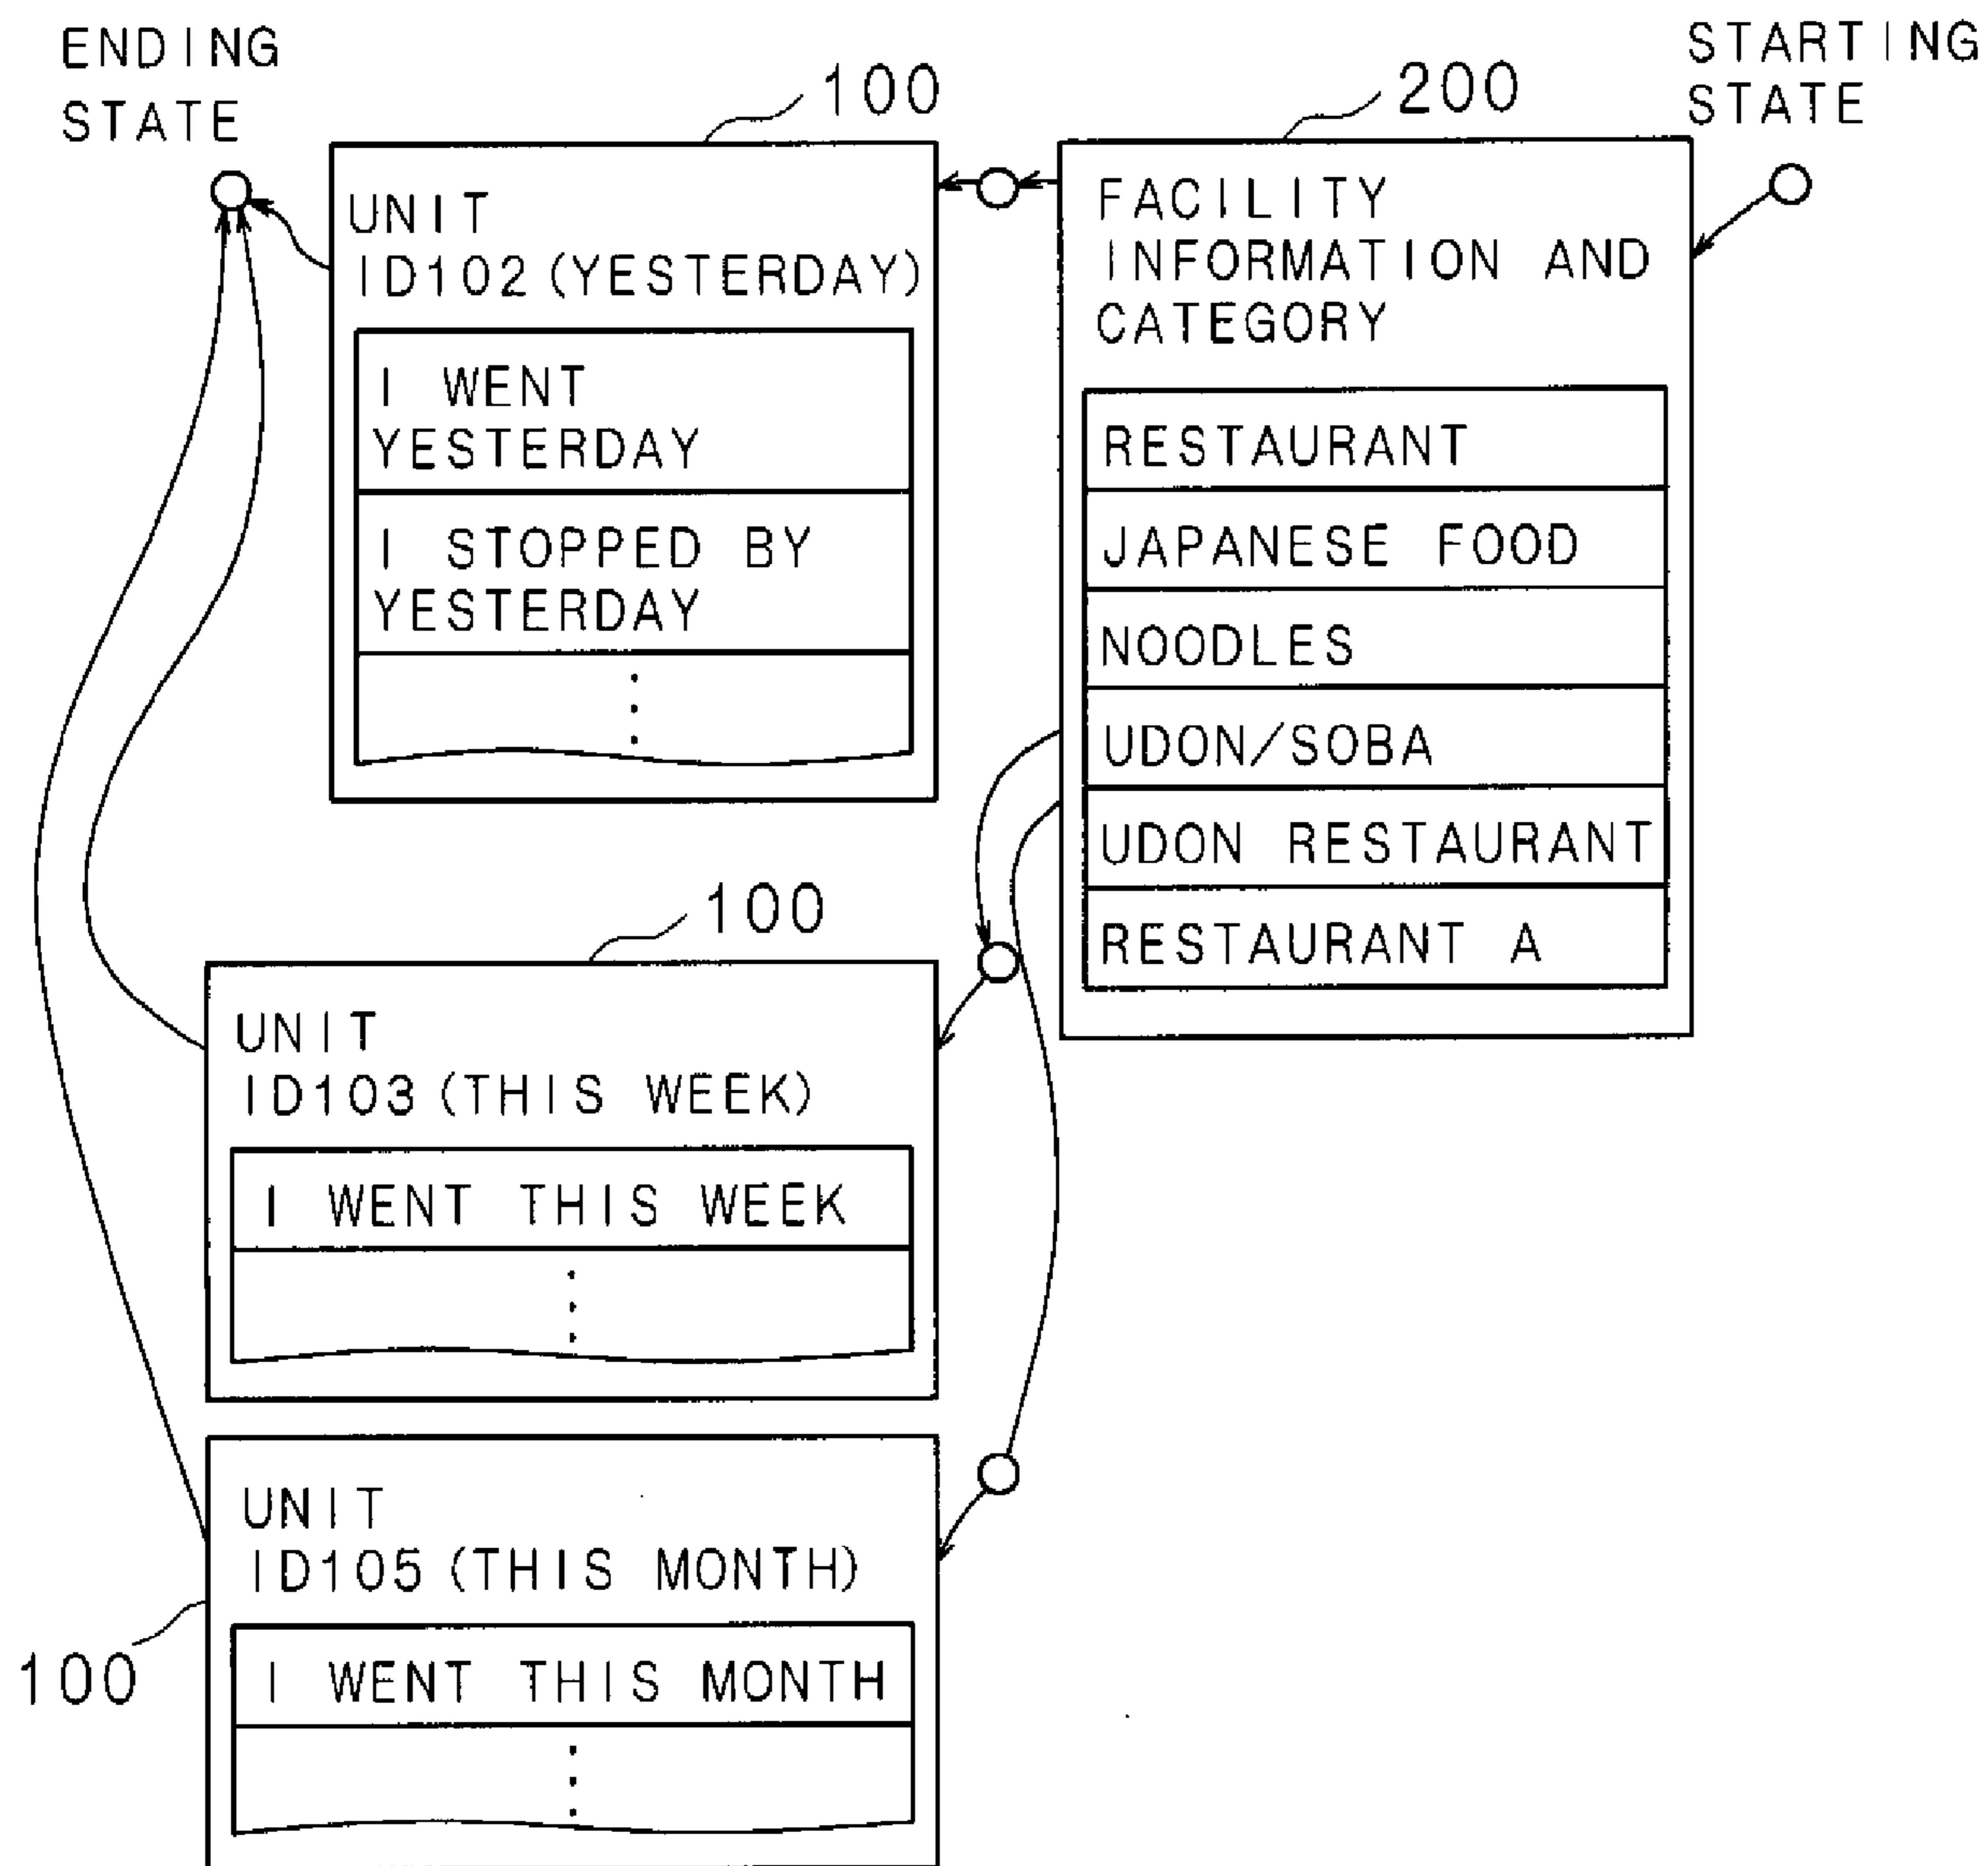 ENDING
STATE
100
200
STARTING
STATE
UNIT
ID102(YESTERDAY)
I WENT
YESTERDAY
I STOPPED BY
YESTERDAY
FACILITY
INFORMATION AND
CATEGORY
RESTAURANT
JAPANESE FOOD
NOODLES
UDON/SOBA
UDON RESTAURANT
RESTAURANT A
100
UNIT
ID103(THIS WEEK)
I WENT THIS WEEK
UNIT
ID105(THIS MONTH)
100
I WENT THIS MONTH